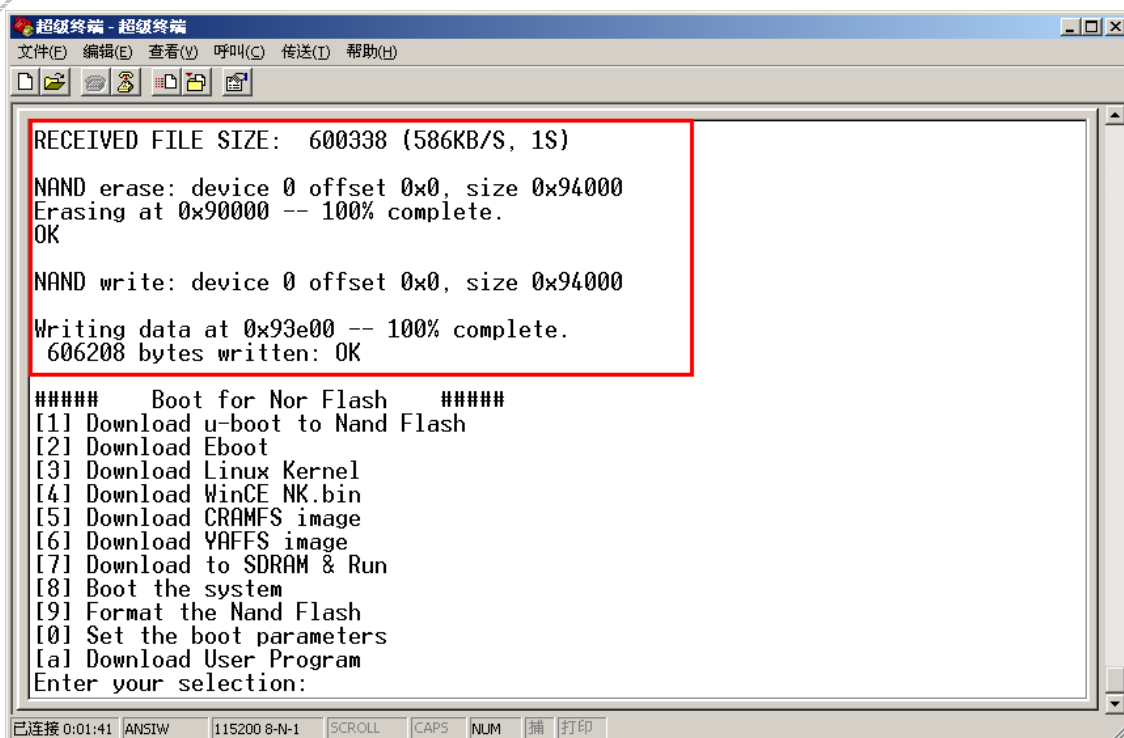 超级终端 - 超级终端
文件(F) 编辑(E) 查看(V) 呼叫(C) 传送(T) 帮助(H)
RECEIVED FILE SIZE:  600338 (586KB/S, 1S)
NAND erase: device 0 offset 0x0, size 0x94000
Erasing at 0x90000 -- 100% complete.
OK
NAND write: device 0 offset 0x0, size 0x94000
Writing data at 0x93e00 -- 100% complete.
606208 bytes written: OK
#####    Boot for Nor Flash    #####
[1] Download u-boot to Nand Flash
[2] Download Eboot
[3] Download Linux Kernel
[4] Download WinCE NK.bin
[5] Download CRAMFS image
[6] Download YAFFS image
[7] Download to SDRAM & Run
[8] Boot the system
[9] Format the Nand Flash
[0] Set the boot parameters
[a] Download User Program
Enter your selection:
已连接 0:01:41 ANSIW 115200 8-N-1 SCROLL CAPS NUM 捕 打印